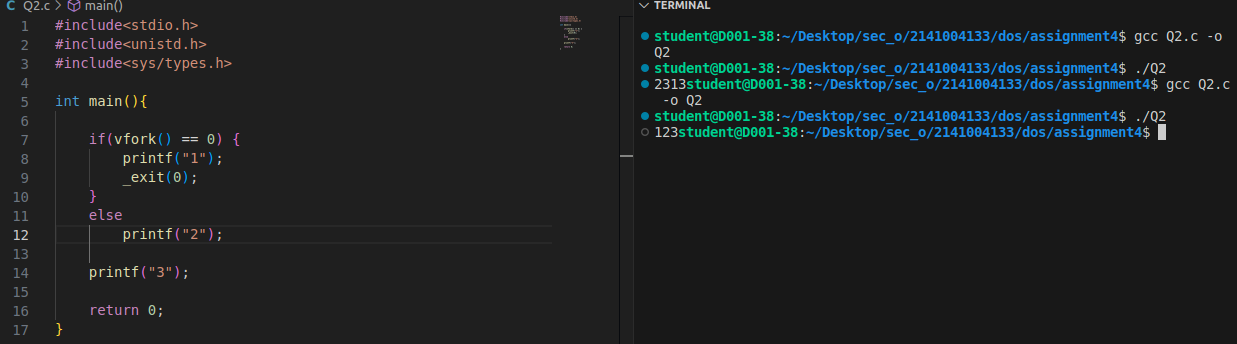 C Q2.c > main()
1 #include<stdio.h>
2 #include<unistd.h>
3 #include<sys/types.h>
4
5 int main(){
6
7     if(vfork() == 0) {
8         printf("1");
9         _exit(0);
10     }
11     else
12         printf("2");
13
14     printf("3");
15
16     return 0;
17 }
TERMINAL
student@D001-38:~/Desktop/sec_o/2141004133/dos/assignment4$ gcc Q2.c -o
Q2
student@D001-38:~/Desktop/sec_o/2141004133/dos/assignment4$ ./Q2
2313student@D001-38:~/Desktop/sec_o/2141004133/dos/assignment4$ gcc Q2.c
-o Q2
student@D001-38:~/Desktop/sec_o/2141004133/dos/assignment4$ ./Q2
123student@D001-38:~/Desktop/sec_o/2141004133/dos/assignment4$